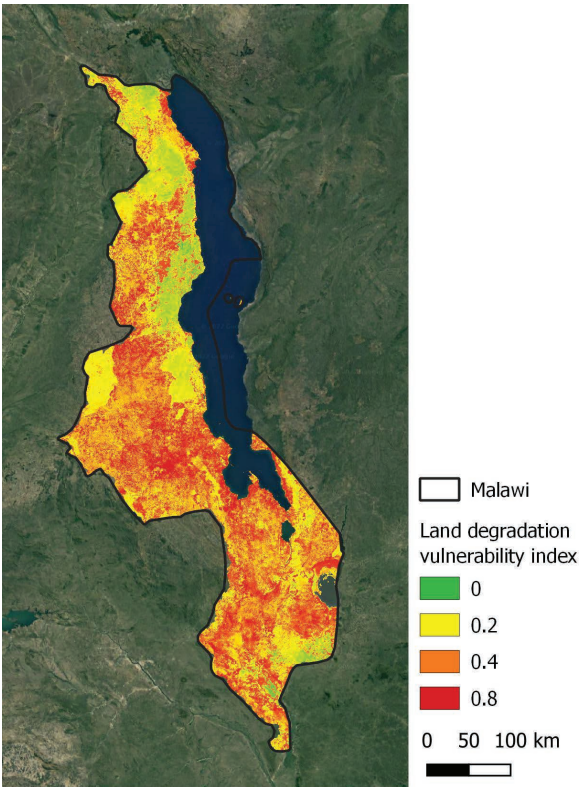 Malawi
Land degradation
vulnerability index
0
0.2
0.4
0.8
0 50 100 km